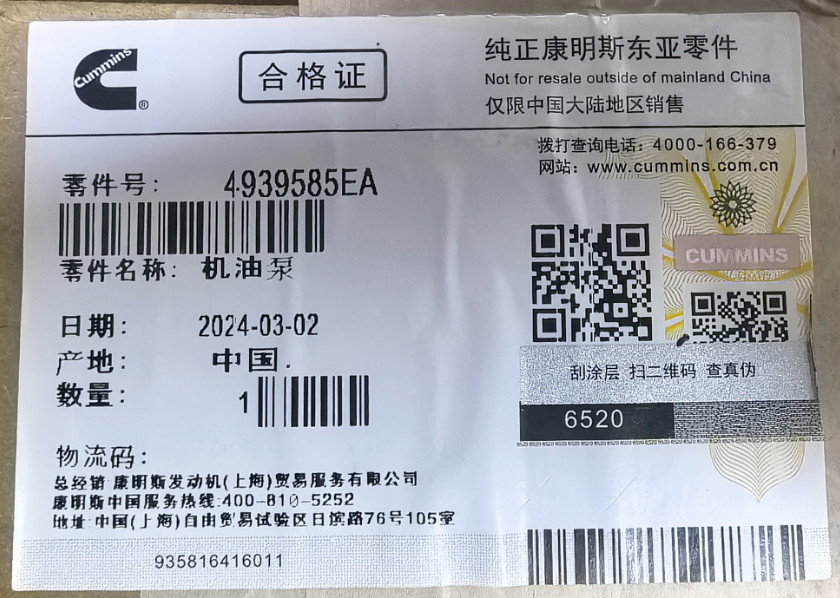 Cummins
®
合格证
纯正康明斯东亚零件
Not for resale outside of mainland China
仅限中国大陆地区销售
拨打查询电话：4000-166-379
网站：www.cummins.com.cn
零件号： 4939585EA
零件名称： 机油泵
CUMMINS
日期： 2024-03-02
产地： 中国.
数量： 1
刮涂层 扫二维码 查真伪
6520
物流码：
总经销 康明斯发动机(上海)贸易服务有限公司
康明斯中国服务热线:400-810-5252
地址 中国(上海)自由贸易试验区日滨路76号105室
935816416011